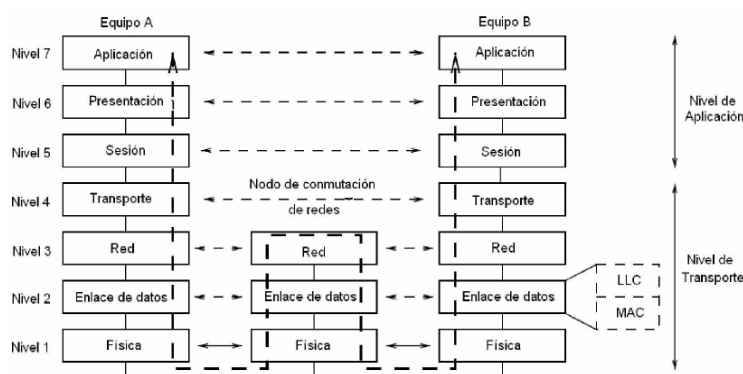 Equipo A
Equipo B
Nivel 7
Aplicación
Aplicación
Nivel 6
Presentación
Presentación
Nivel de
Aplicación
Nivel 5
Sesión
Sesión
Nivel 4
Transporte
Nodo de conmutación
de redes
Transporte
Nivel 3
Red
Red
Red
Nivel de
Transporte
Nivel 2
Enlace de datos
Enlace de datos
Enlace de datos
LLC
MAC
Nivel 1
Física
Física
Física